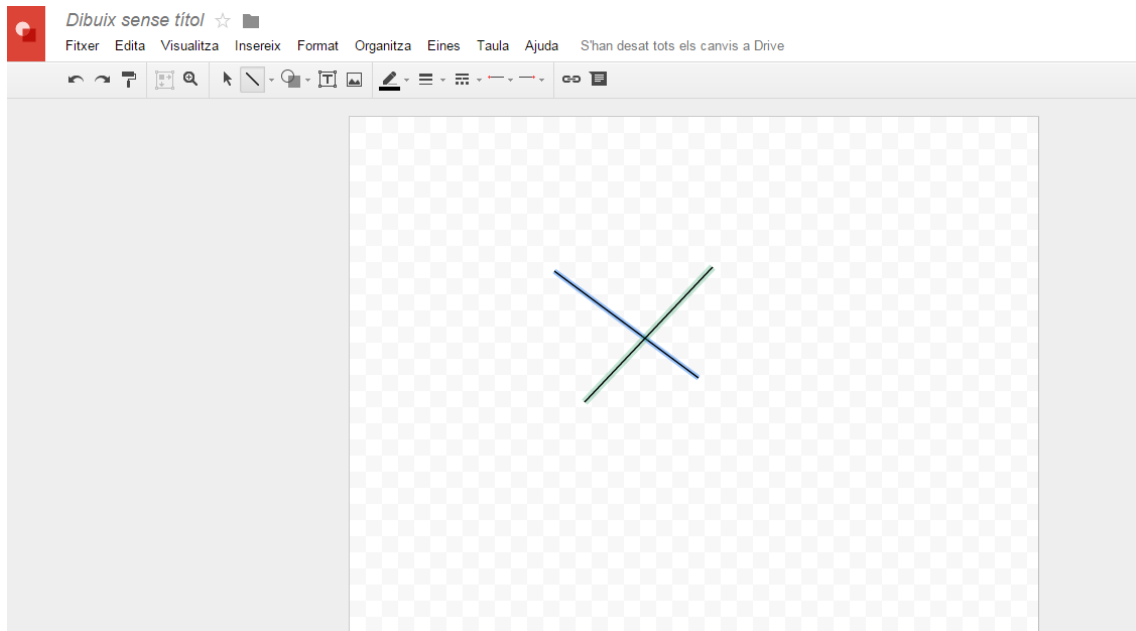 Dibuix sense títol
Fitxer Edita Visualitza Insereix Format Organitza Eines Taula Ajuda S'han desat tots els canvis a Drive